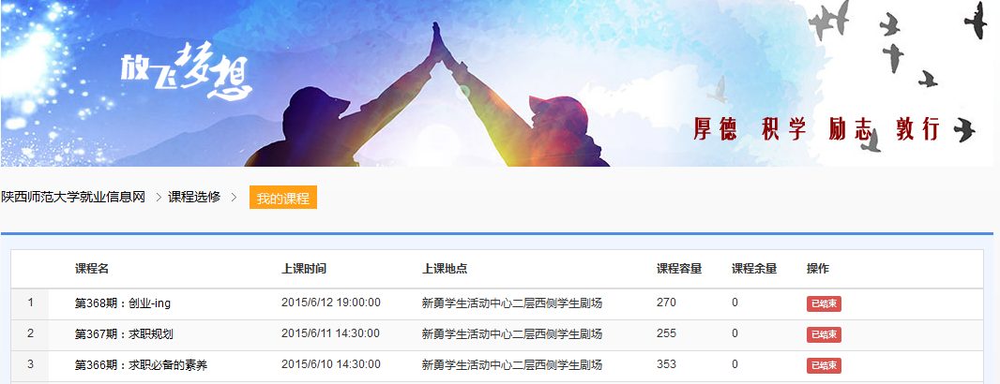 放飞梦想
厚德 积学 励志 敦行
陕西师范大学就业信息网 > 课程选修 > 我的课程
课程名 上课时间 上课地点 课程容量 课程余量 操作
1 第368期：创业-ing 2015/6/12 19:00:00 新勇学生活动中心二层西侧学生剧场 270 0 已结束
2 第367期：求职规划 2015/6/11 14:30:00 新勇学生活动中心二层西侧学生剧场 255 0 已结束
3 第366期：求职必备的素养 2015/6/10 14:30:00 新勇学生活动中心二层西侧学生剧场 353 0 已结束